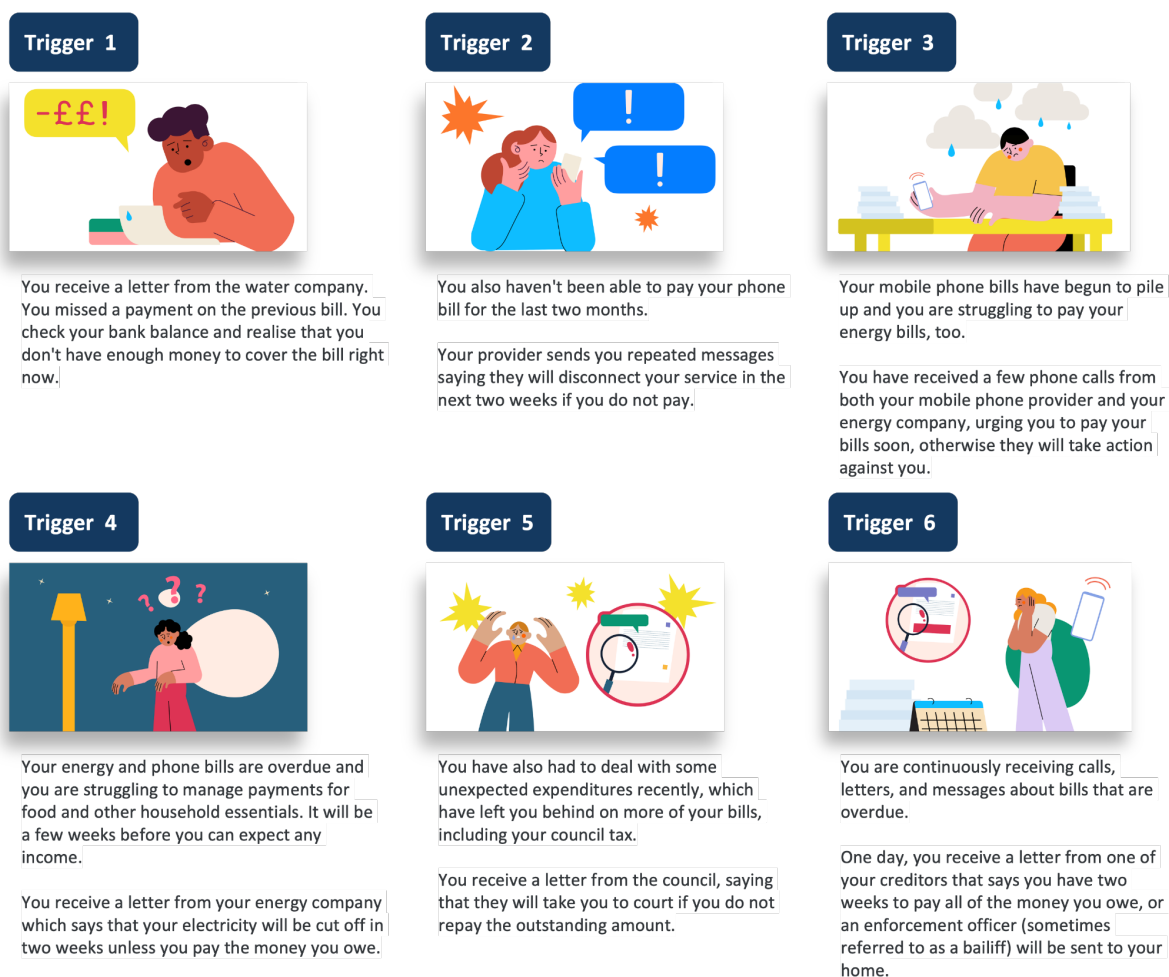 Trigger 1
-££!
You receive a letter from the water company.
You missed a payment on the previous bill. You
check your bank balance and realise that you
don't have enough money to cover the bill right
now.
Trigger 2
!
!
You also haven't been able to pay your phone
bill for the last two months.
Your provider sends you repeated messages
saying they will disconnect your service in the
next two weeks if you do not pay.
Trigger 3
Your mobile phone bills have begun to pile
up and you are struggling to pay your
energy bills, too.
You have received a few phone calls from
both your mobile phone provider and your
energy company, urging you to pay your
bills soon, otherwise they will take action
against you.
Trigger 4
? ? ?
Your energy and phone bills are overdue and
you are struggling to manage payments for
food and other household essentials. It will be
a few weeks before you can expect any
income.
You receive a letter from your energy company
which says that your electricity will be cut off in
two weeks unless you pay the money you owe.
Trigger 5
You have also had to deal with some
unexpected expenditures recently, which
have left you behind on more of your bills,
including your council tax.
You receive a letter from the council, saying
that they will take you to court if you do not
repay the outstanding amount.
Trigger 6
You are continuously receiving calls,
letters, and messages about bills that are
overdue.
One day, you receive a letter from one of
your creditors that says you have two
weeks to pay all of the money you owe, or
an enforcement officer (sometimes
referred to as a bailiff) will be sent to your
home.